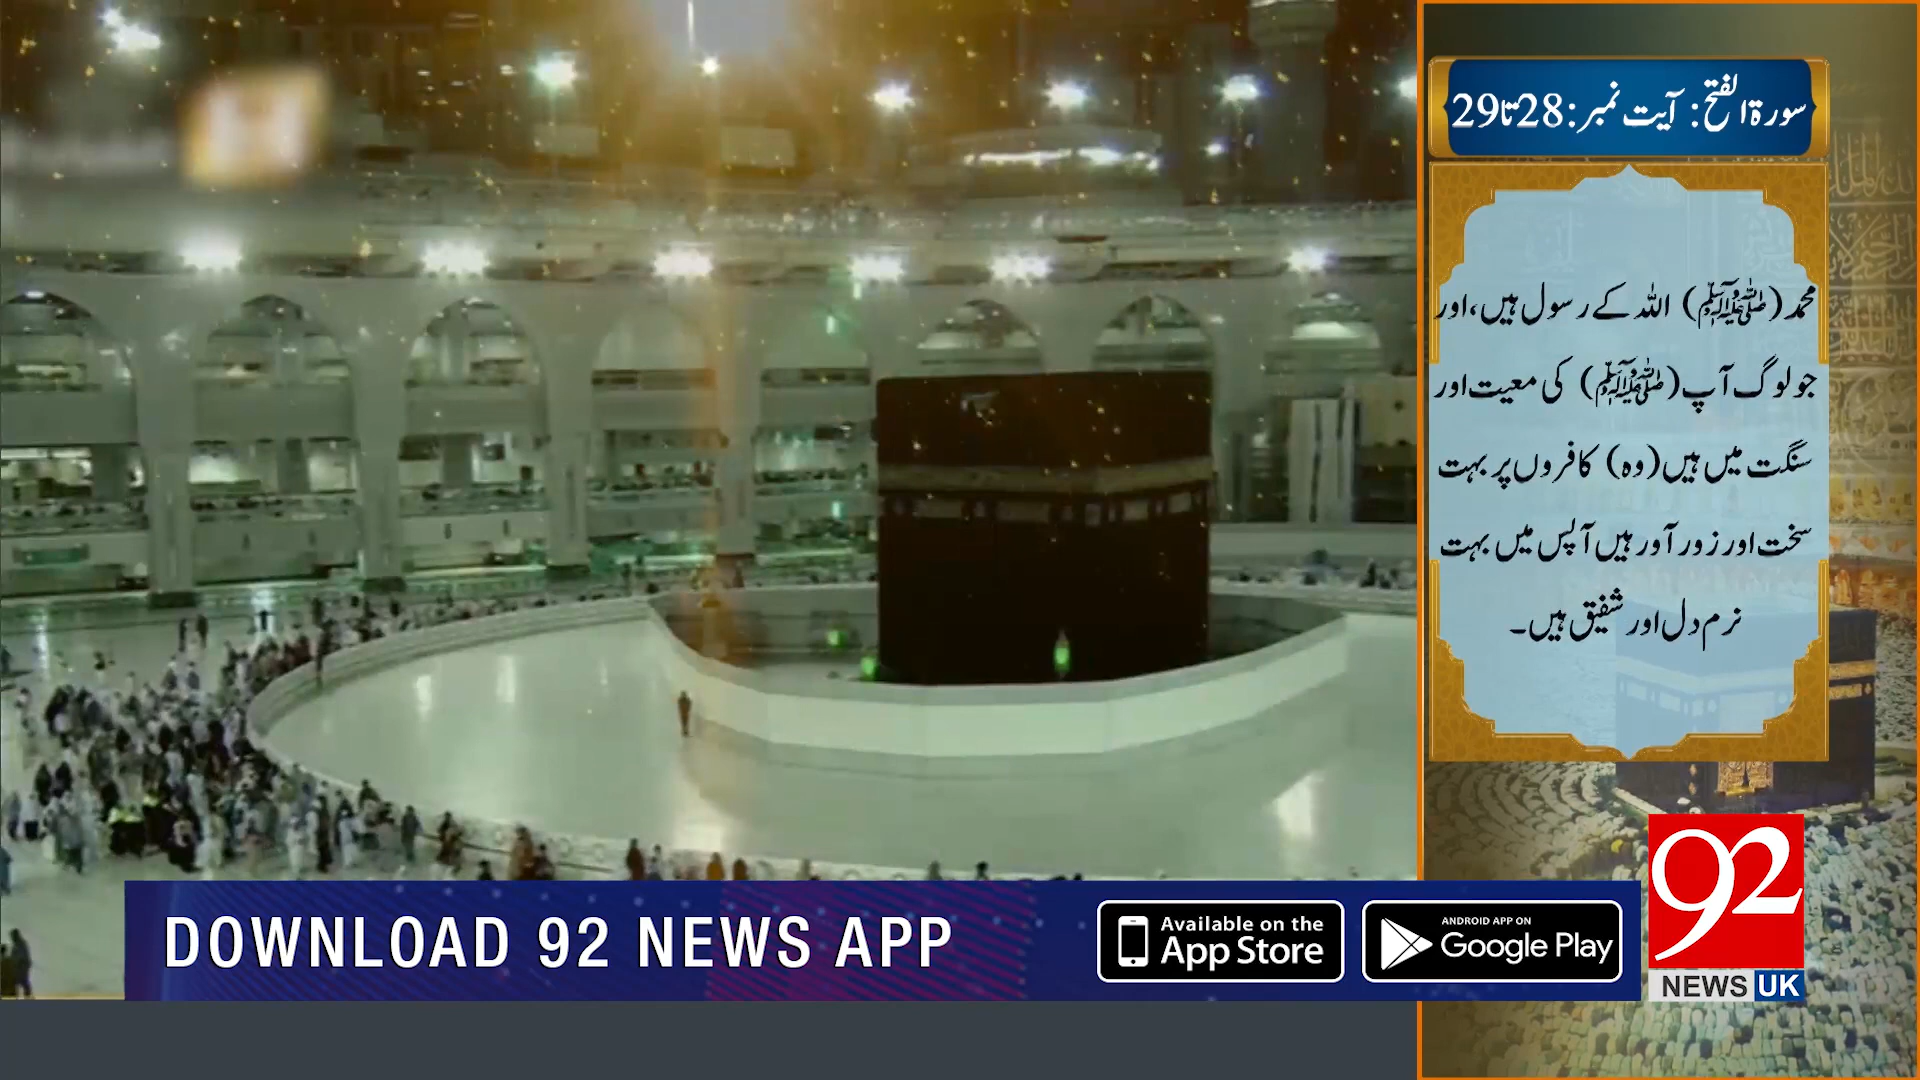 سورۃ الفتح: آیت نمبر: 28 تا 29
محمد (ﷺ) اللہ کے رسول ہیں، اور
جو لوگ آپ (ﷺ) کی معیت اور
سنگت میں ہیں (وہ) کافروں پر بہت
سخت اور زور آور ہیں آپس میں بہت
نرم دل اور شفیق ہیں۔
DOWNLOAD 92 NEWS APP
Available on the
App Store
ANDROID APP ON
Google Play
92
NEWS UK